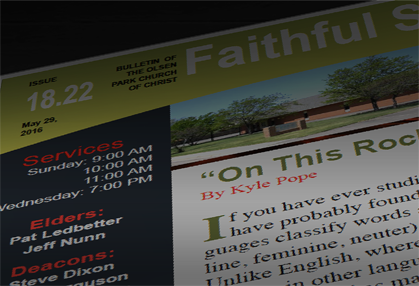 ISSUE
18.22
May 29,
2016
BULLETIN OF
THE OLSEN
PARK CHURCH
OF CHRIST
Faithful S
Services
Sunday: 9:00 AM
10:00 AM
11:00 AM
Wednesday: 7:00 PM
Elders:
Pat Ledbetter
Jeff Nunn
Deacons:
Steve Dixon
"On This Roc
By Kyle Pope
If you have ever studi
have probably found
guages classify words
line, feminine, neuter)
Unlike English, where
in other langu